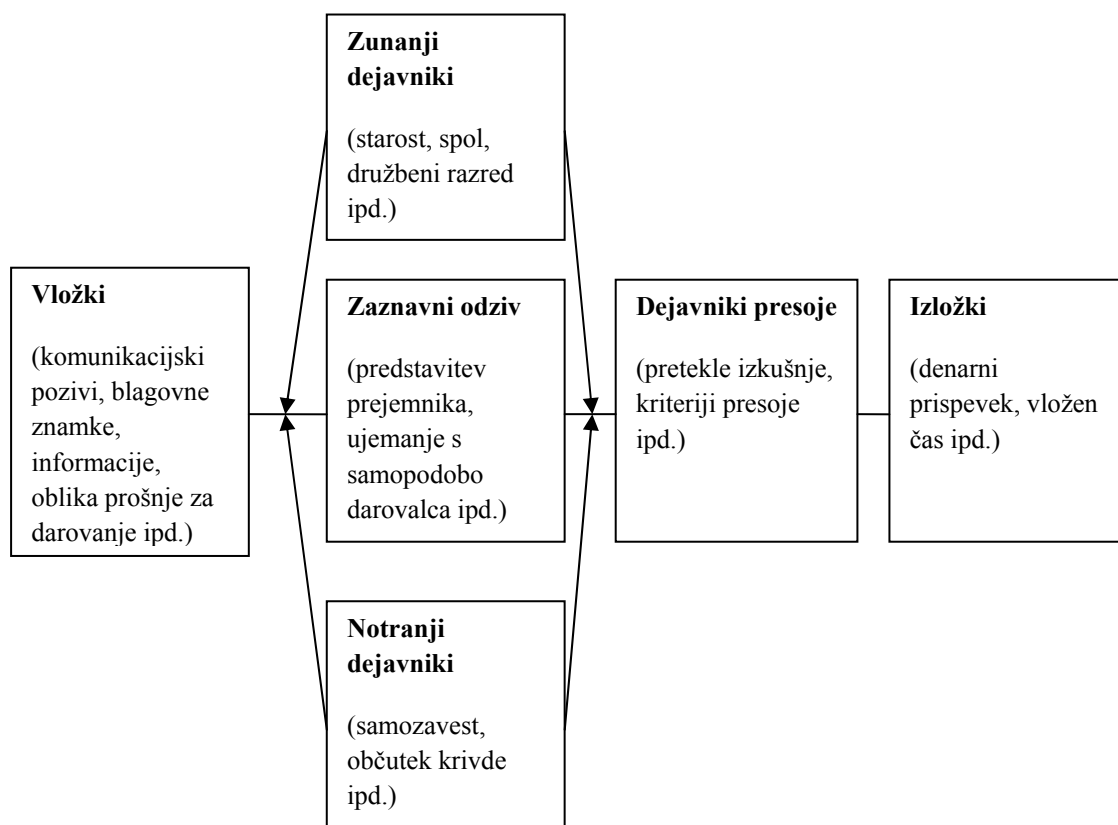 Zunanji
dejavniki
(starost, spol,
družbeni razred
ipd.)
Vložki
(komunikacijski
pozivi, blagovne
znamke,
informacije,
oblika prošnje za
darovanje ipd.)
Zaznavni odziv
(predstavitev
prejemnika,
ujemanje s
samopodobo
darovalca ipd.)
Dejavniki presoje
(pretekle izkušnje,
kriteriji presoje
ipd.)
Izložki
(denarni
prispevek, vložen
čas ipd.)
Notranji
dejavniki
(samozavest,
občutek krivde
ipd.)